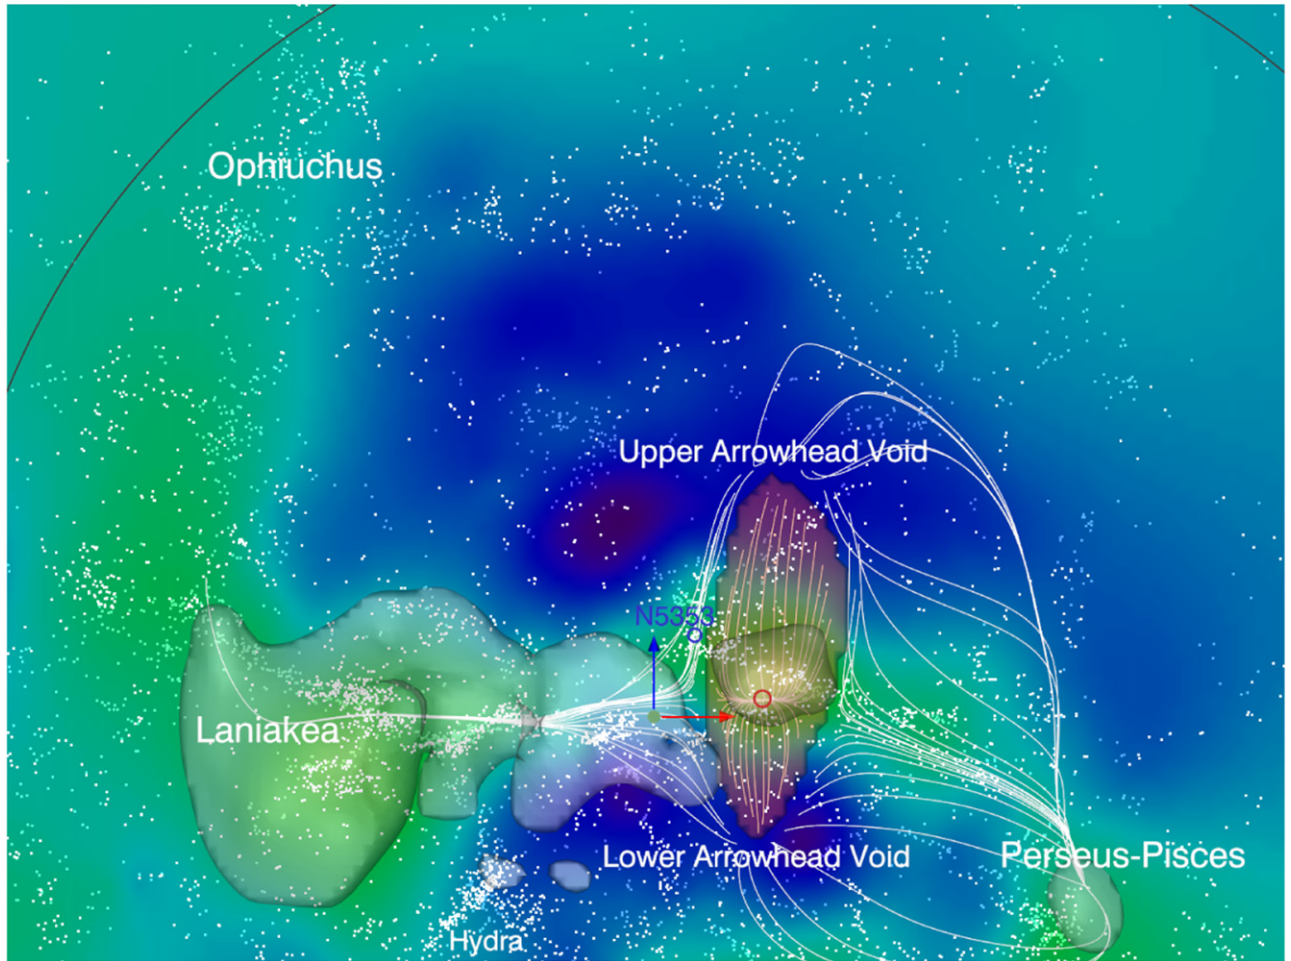 Ophiuchus
Upper Arrowhead Void
N5353
Laniakea
Lower Arrowhead Void
Perseus-Pisces
Hydra